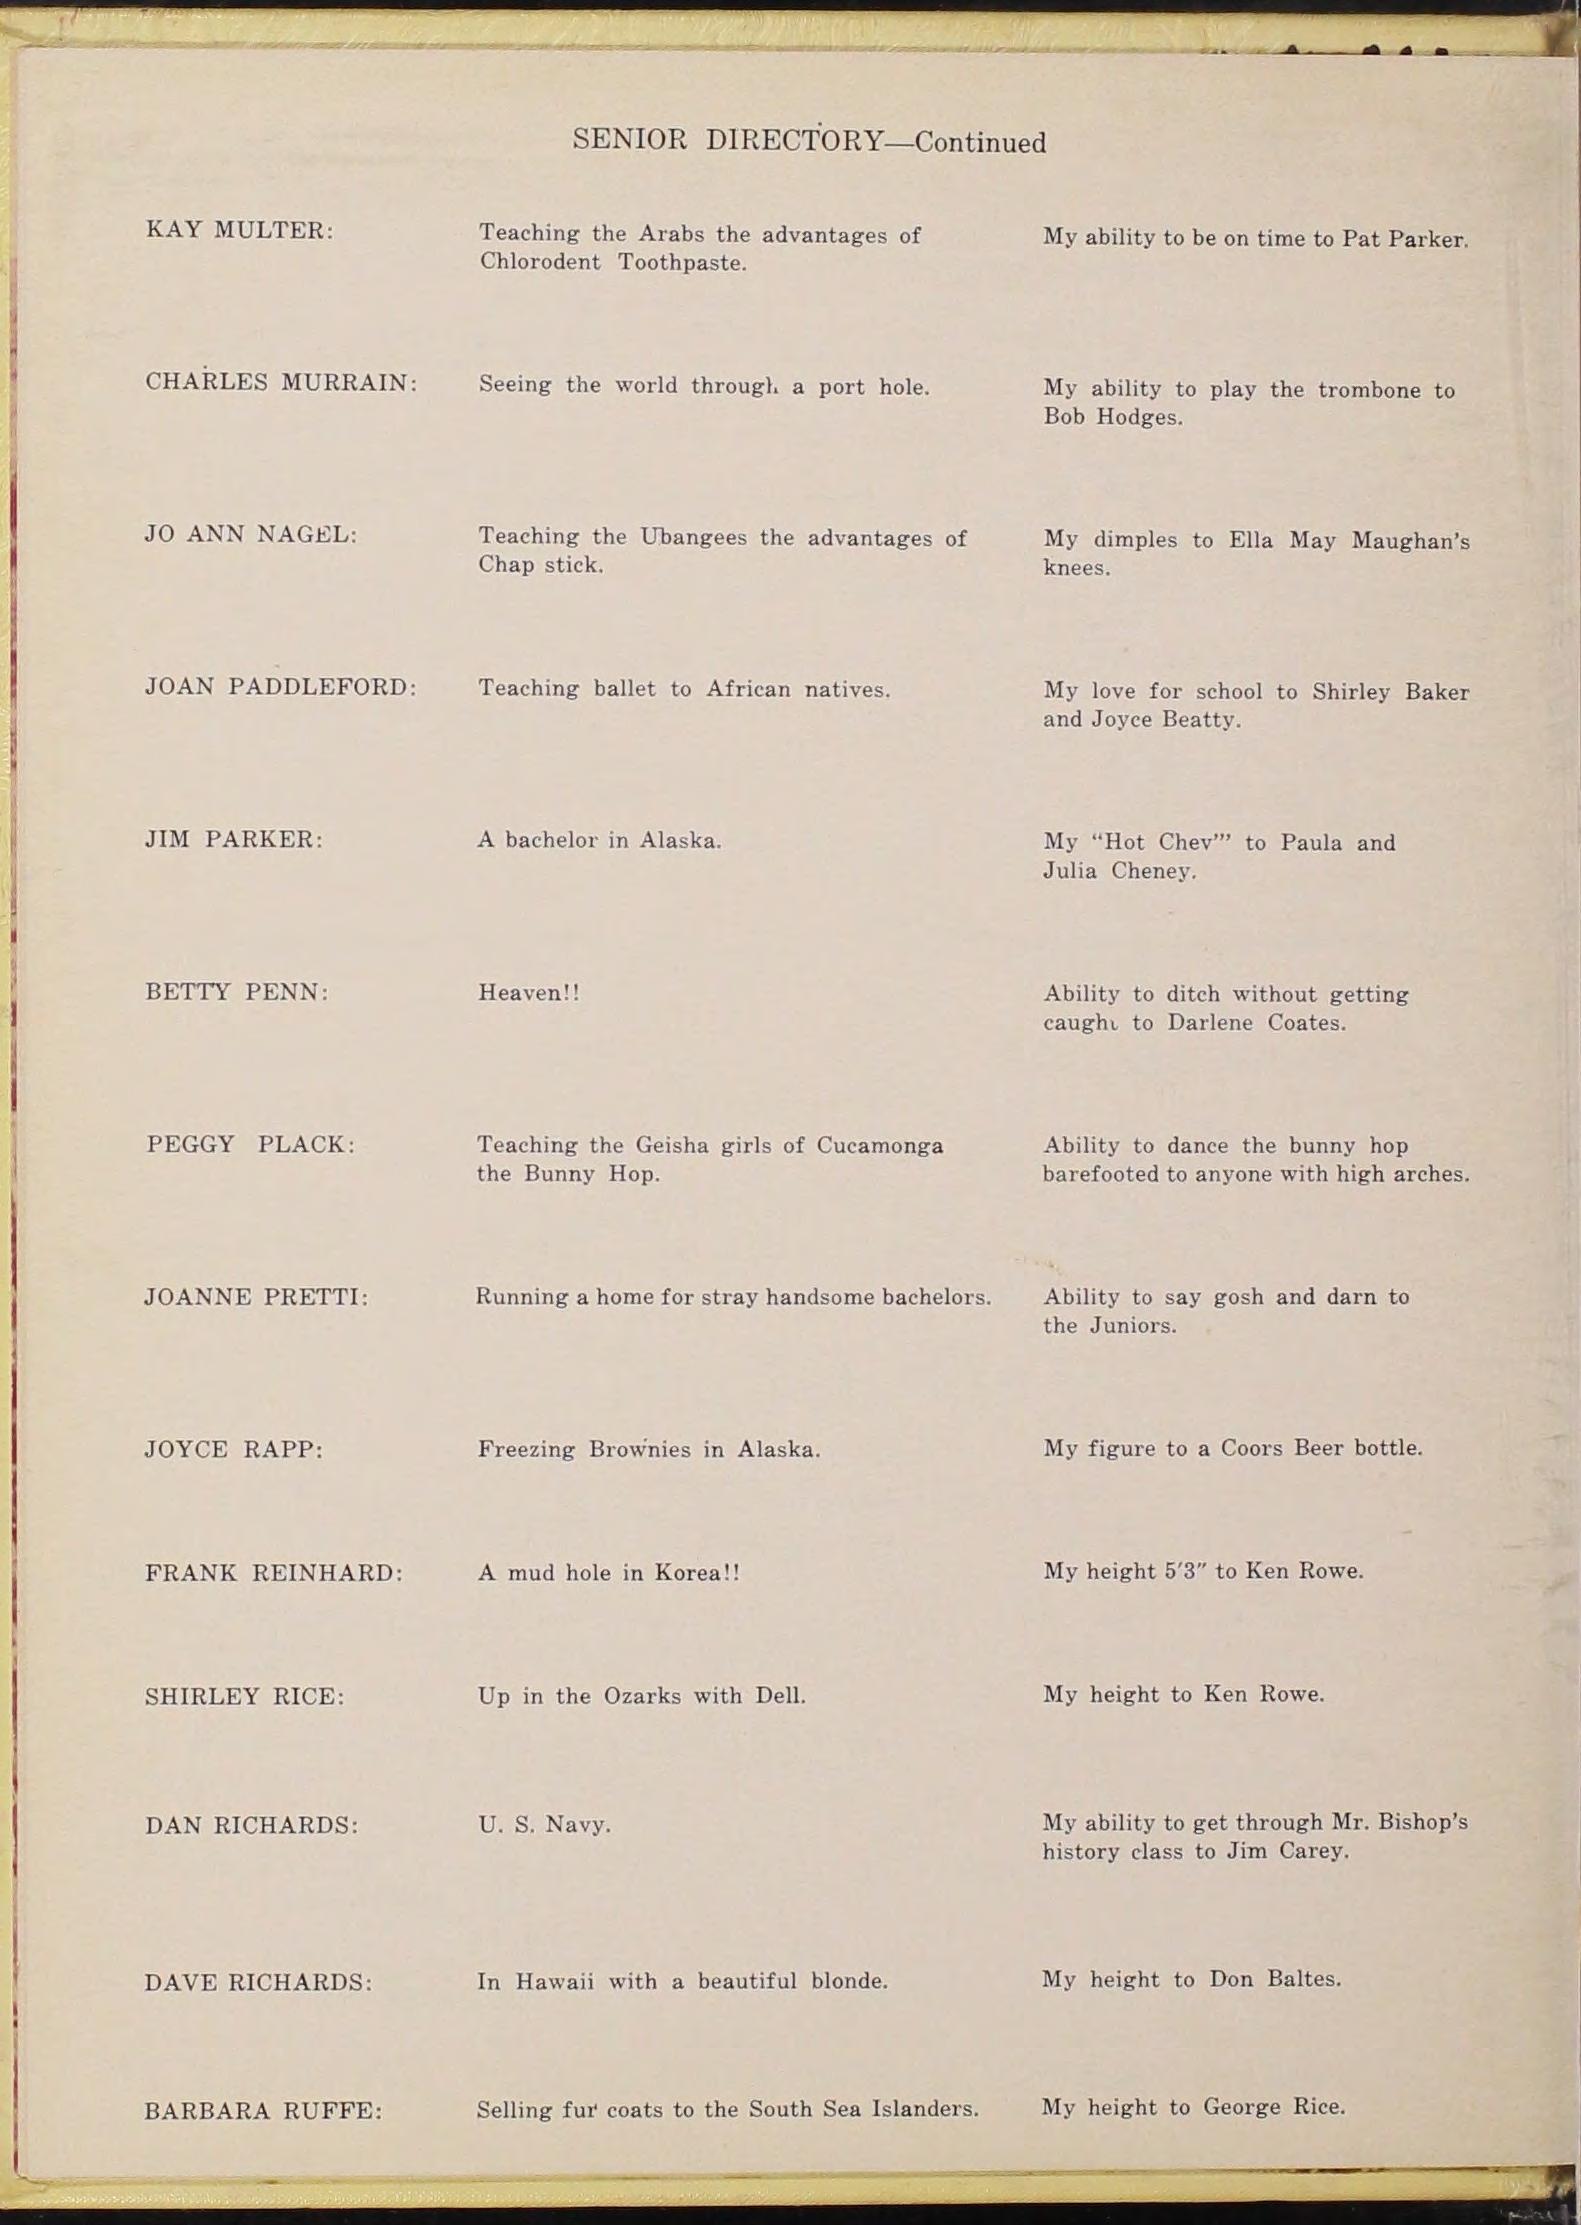 SENIOR DIRECTORY—Continued
KAY MULTER:
Teaching the Arabs the advantages of
Chlorodent Toothpaste.
My ability to be on time to Pat Parker.
CHARLES MURRAIN:
Seeing the world through a port hole.
My ability to play the trombone to
Bob Hodges.
JO ANN NAGEL:
Teaching the Ubangees the advantages of
Chap stick.
My dimples to Ella May Maughan's
knees.
JOAN PADDLEFORD:
Teaching ballet to African natives.
My love for school to Shirley Baker
and Joyce Beatty.
JIM PARKER:
A bachelor in Alaska.
My “Hot Chev’” to Paula and
Julia Cheney.
BETTY PENN:
Heaven!!
Ability to ditch without getting
caught to Darlene Coates.
PEGGY PLACK:
Teaching the Geisha girls of Cucamonga
the Bunny Hop.
Ability to dance the bunny hop
barefooted to anyone with high arches.
JOANNE PRETTI:
Running a home for stray handsome bachelors.
Ability to say gosh and darn to
the Juniors.
JOYCE RAPP:
Freezing Brownies in Alaska.
My figure to a Coors Beer bottle.
FRANK REINHARD:
A mud hole in Korea!!
My height 5'3" to Ken Rowe.
SHIRLEY RICE:
Up in the Ozarks with Dell.
My height to Ken Rowe.
DAN RICHARDS:
U. S. Navy.
My ability to get through Mr. Bishop's
history class to Jim Carey.
DAVE RICHARDS:
In Hawaii with a beautiful blonde.
My height to Don Baltes.
BARBARA RUFFE:
Selling fur coats to the South Sea Islanders.
My height to George Rice.